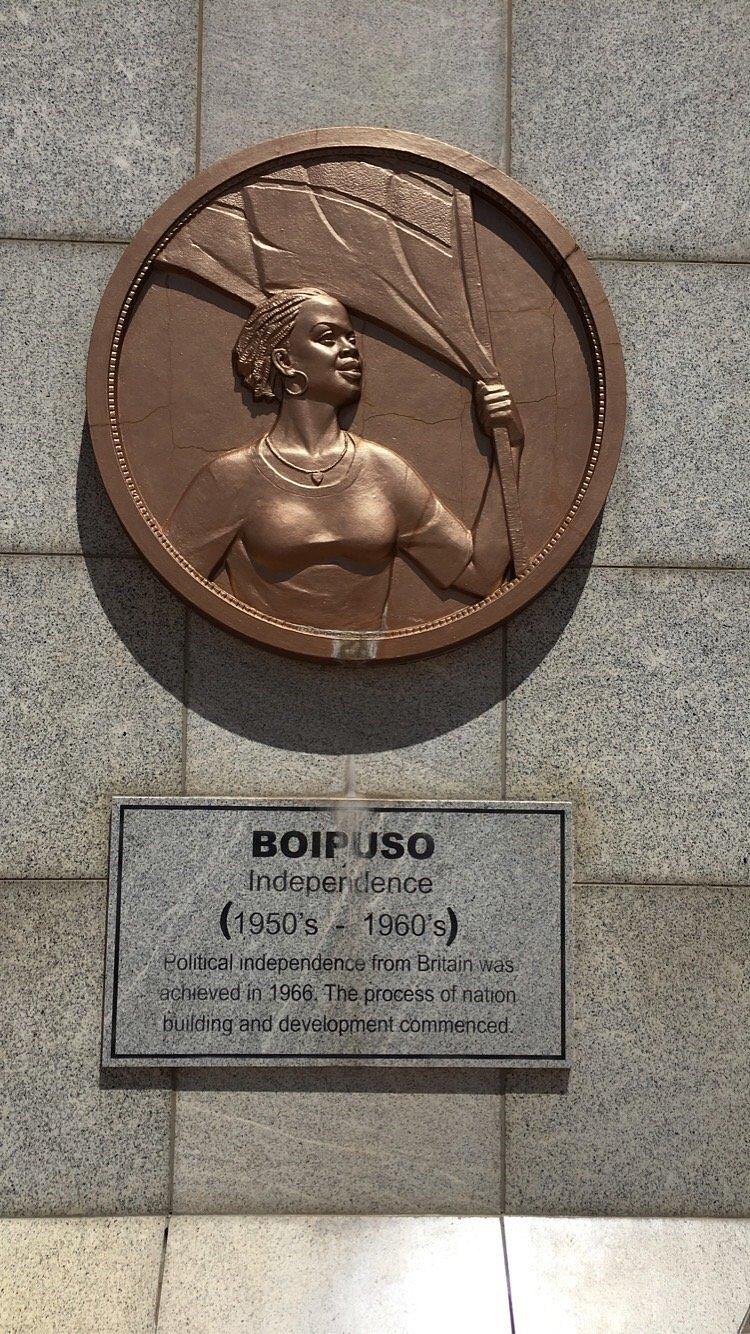 BOIPUSO
Independence
(1950's - 1960's)
Political independence from Britain was
achieved in 1966. The process of nation
building and development commenced.